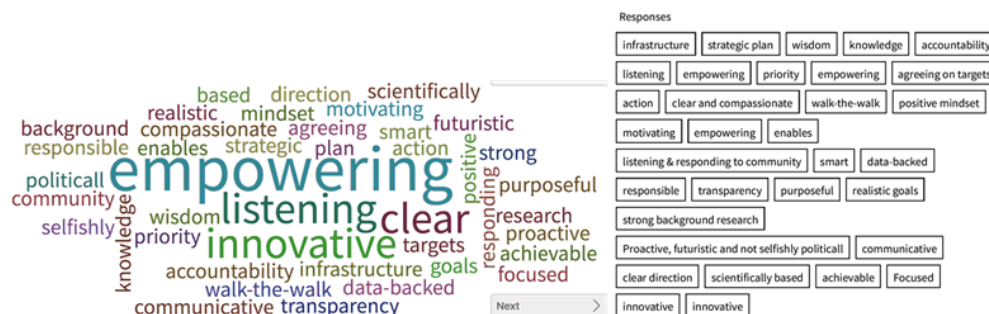 based direction scientifically
realistic mindset motivating
background compassionate agreeing smart futuristic
responsible enables strategic plan action
empowering positive strong
politicall purposeful
community knowledge wisdom listening clear responding research
selfishly priority innovative targets proactive
accountability infrastructure goals achievable
walk-the-walk data-backed focused
communicative transparency
Next
Responses
infrastructure strategic plan wisdom knowledge accountability
listening empowering priority empowering agreeing on targets
action clear and compassionate walk-the-walk positive mindset
motivating empowering enables
listening & responding to community smart data-backed
responsible transparency purposeful realistic goals
strong background research
Proactive, futuristic and not selfishly politicall communicative
clear direction scientifically based achievable Focused
innovative innovative